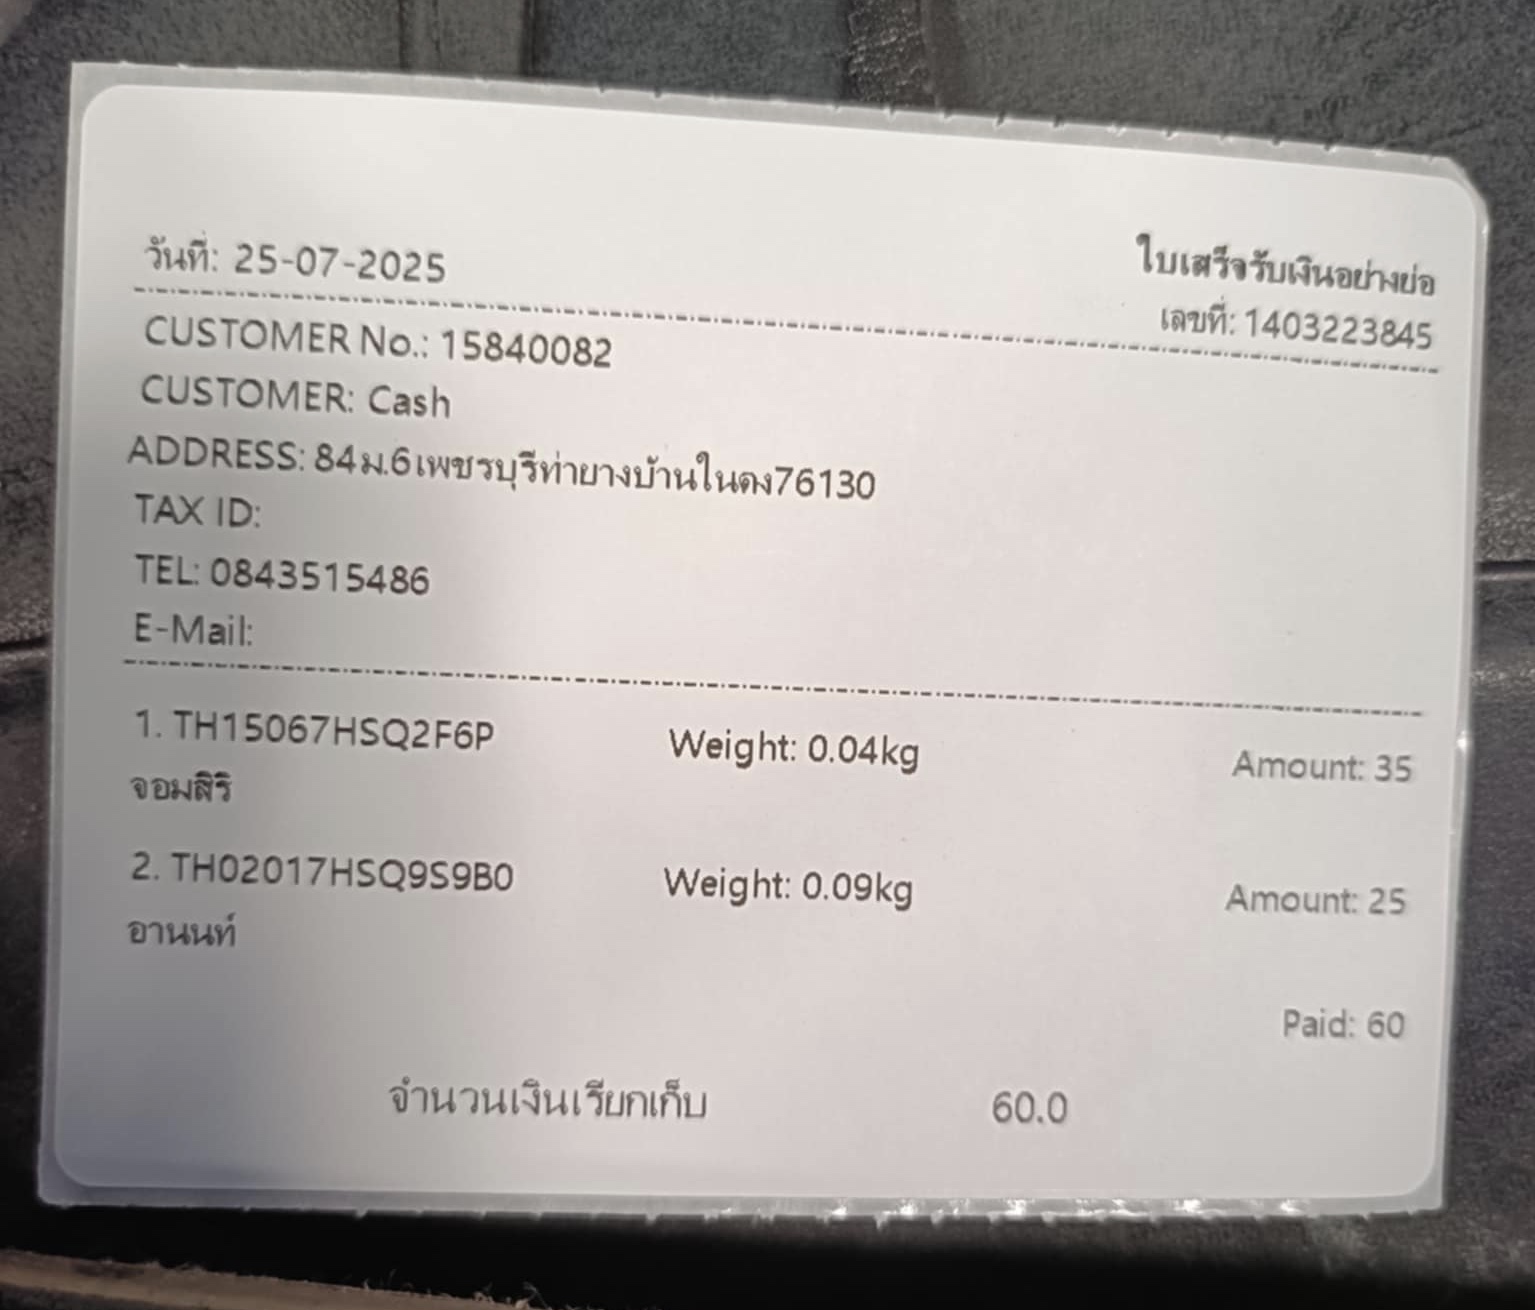 วันที่: 25-07-2025
ใบเสร็จรับเงินอย่างย่อ
เลขที่: 1403223845
CUSTOMER No.: 15840082
CUSTOMER: Cash
ADDRESS: 84ม.6เพชรบุรีท่ายางบ้านในดง76130
TAX ID:
TEL: 0843515486
E-Mail:
1. TH15067HSQ2F6P Weight: 0.04kg Amount: 35
จอมสิริ
2. TH02017HSQ9S9B0 Weight: 0.09kg Amount: 25
อานนท์
Paid: 60
จำนวนเงินเรียกเก็บ 60.0